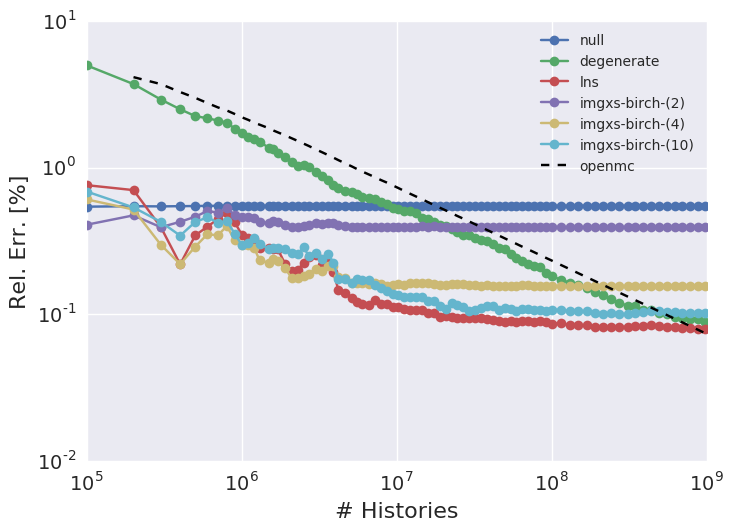 10^1
10^0
10^-1
10^-2
Rel. Err. [%]
null
degenerate
lns
imgxs-birch-(2)
imgxs-birch-(4)
imgxs-birch-(10)
openmc
10^5 10^6 10^7 10^8 10^9
# Histories